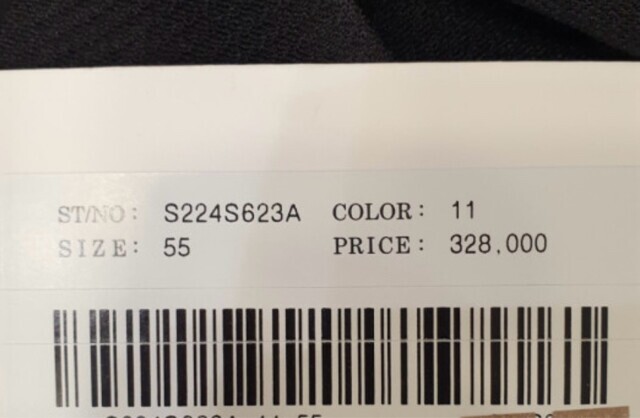 ST/NO: S224S623A COLOR: 11
SIZE: 55 PRICE: 328,000